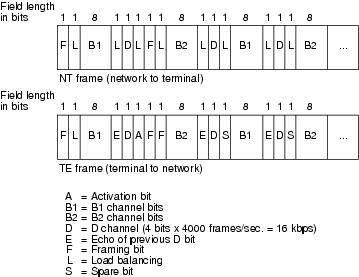 Field length
in bits
1 1 8 1 1 1 1 1 8 1 1 1 8 1 1 1 8
F L B1 L D L F L B2 L D L B1 L D L B2 ...
NT frame (network to terminal)
Field length
in bits
1 1 8 1 1 1 1 1 8 1 1 1 8 1 1 1 8
F L B1 E D A F F B2 E D S B1 E D S B2 ...
TE frame (terminal to network)
A = Activation bit
B1 = B1 channel bits
B2 = B2 channel bits
D = D channel (4 bits x 4000 frames/sec. = 16 kbps)
E = Echo of previous D bit
F = Framing bit
L = Load balancing
S = Spare bit